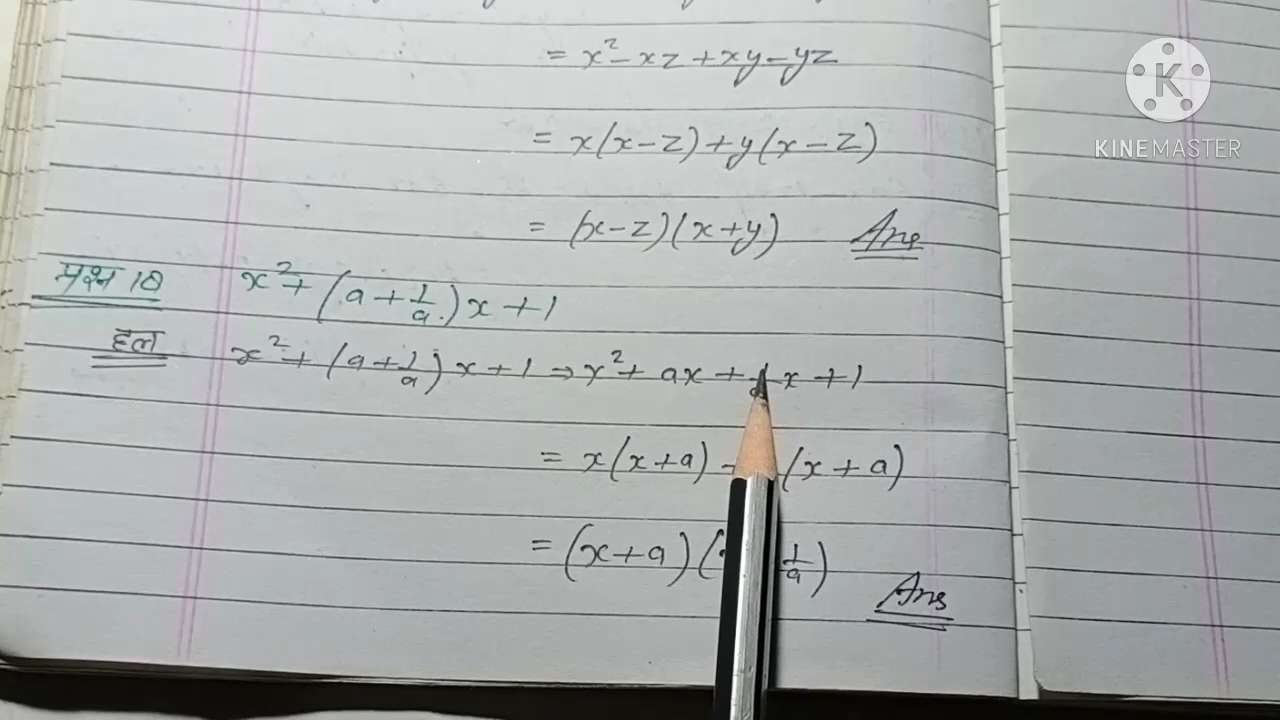 = x² - xz + xy - yz
= x(x-z)+y(x-z)
= (x-z)(x+y) Ans
प्रश्न 10 x² + (a + 1/a) x + 1
हल x² + (a + 1/a) x + 1 ⇒ x² + ax + x + 1
= x(x+a) (x+a)
= (x+a)( 1/a) Ans
K
KINEMASTER